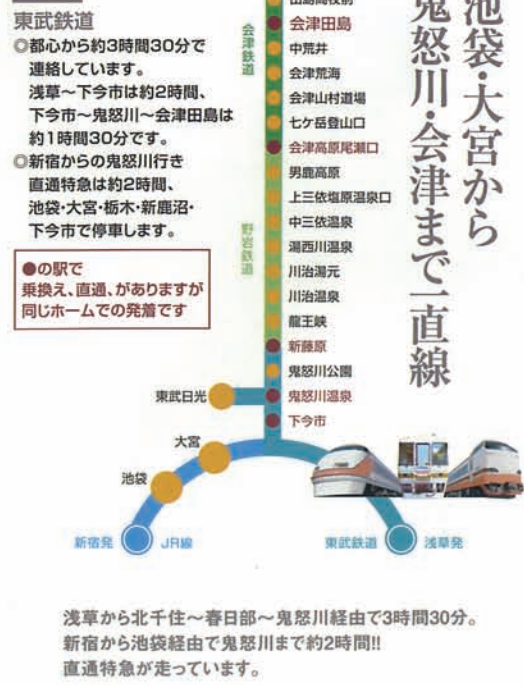 池袋・大宮から
鬼怒川・会津まで一直線
東武鉄道
◎都心から約3時間30分で
連絡しています。
浅草～下今市は約2時間、
下今市～鬼怒川～会津田島は
約1時間30分です。
◎新宿からの鬼怒川行き
直通特急は約2時間、
池袋・大宮・栃木・新鹿沼・
下今市で停車します。
●の駅で
乗換え、直通、がありますが
同じホームでの発着です
会津鉄道
野岩鉄道
会津田島
中荒井
会津荒海
会津山村道場
七ケ岳登山口
会津高原尾瀬口
男鹿高原
上三依塩原温泉口
中三依温泉
湯西川温泉
川治湯元
川治温泉
龍王峡
新藤原
鬼怒川公園
鬼怒川温泉
下今市
東武日光
大宮
池袋
新宿発
JR線
東武鉄道
浅草発
浅草から北千住～春日部～鬼怒川経由で3時間30分。
新宿から池袋経由で鬼怒川まで約2時間!!
直通特急が走っています。